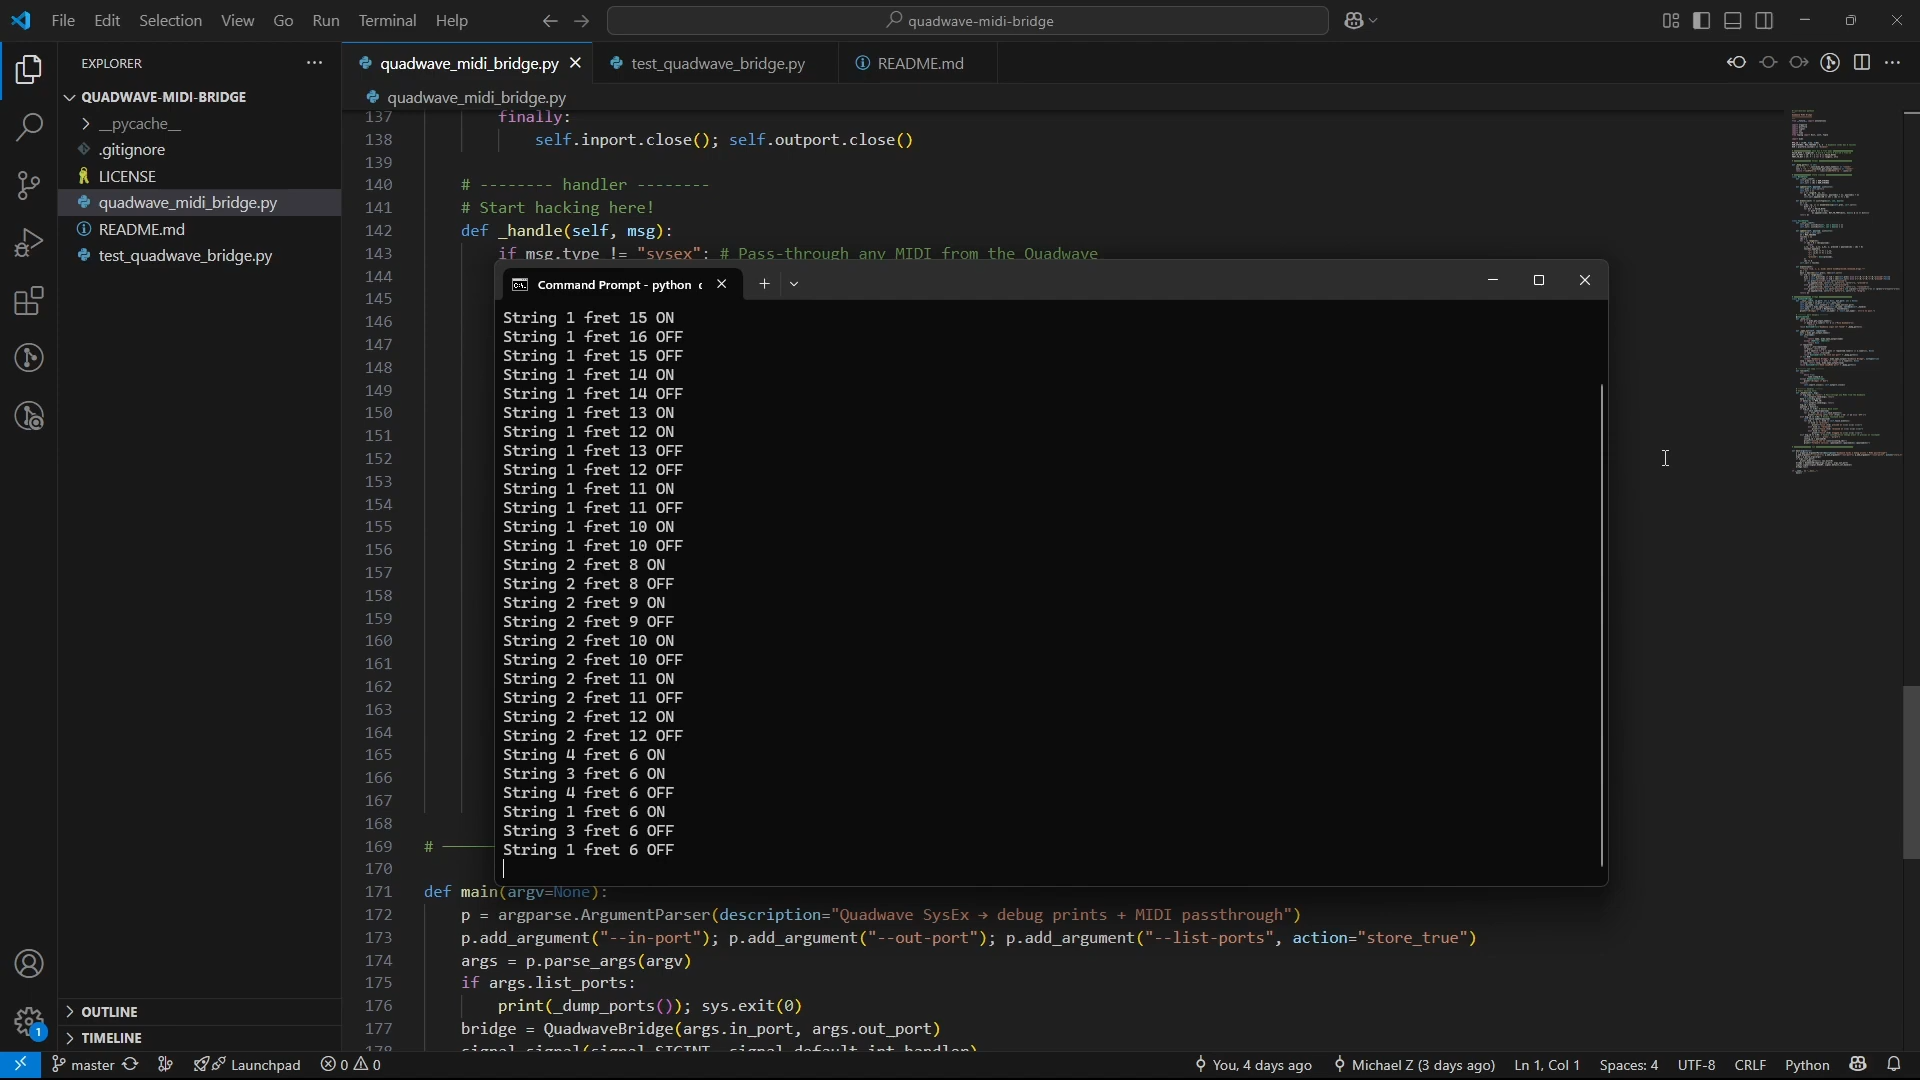 File Edit Selection View Go Run Terminal Help
quadwave-midi-bridge
EXPLORER
QUADWAVE-MIDI-BRIDGE
__pycache__
.gitignore
LICENSE
quadwave_midi_bridge.py
README.md
test_quadwave_bridge.py
OUTLINE
TIMELINE
quadwave_midi_bridge.py
test_quadwave_bridge.py
README.md
quadwave_midi_bridge.py
137 finally:
138 self.inport.close(); self.outport.close()
139
140 # -------- handler --------
141 # Start hacking here!
142 def _handle(self, msg):
143 if msg.type != "sysex": # Pass-through any MIDI from the Quadwave
144
145
146
147
148
149
150
151
152
153
154
155
156
157
158
159
160
161
162
163
164
165
166
167
168
169 #
170
171 def main(argv=None):
172 p = argparse.ArgumentParser(description="Quadwave SysEx → debug prints + MIDI passthrough")
173 p.add_argument("--in-port"); p.add_argument("--out-port"); p.add_argument("--list-ports", action="store_true")
174 args = p.parse_args(argv)
175 if args.list_ports:
176 print(_dump_ports()); sys.exit(0)
177 bridge = QuadwaveBridge(args.in_port, args.out_port)
178 signal.signal(signal.SIGINT, signal.default_int_handler)
Command Prompt - python
String 1 fret 15 ON
String 1 fret 16 OFF
String 1 fret 15 OFF
String 1 fret 14 ON
String 1 fret 14 OFF
String 1 fret 13 ON
String 1 fret 12 ON
String 1 fret 13 OFF
String 1 fret 12 OFF
String 1 fret 11 ON
String 1 fret 11 OFF
String 1 fret 10 ON
String 1 fret 10 OFF
String 2 fret 8 ON
String 2 fret 8 OFF
String 2 fret 9 ON
String 2 fret 9 OFF
String 2 fret 10 ON
String 2 fret 10 OFF
String 2 fret 11 ON
String 2 fret 11 OFF
String 2 fret 12 ON
String 2 fret 12 OFF
String 4 fret 6 ON
String 3 fret 6 ON
String 4 fret 6 OFF
String 1 fret 6 ON
String 3 fret 6 OFF
String 1 fret 6 OFF
1
master Launchpad 0 0 You, 4 days ago Michael Z (3 days ago) Ln 1, Col 1 Spaces: 4 UTF-8 CRLF Python